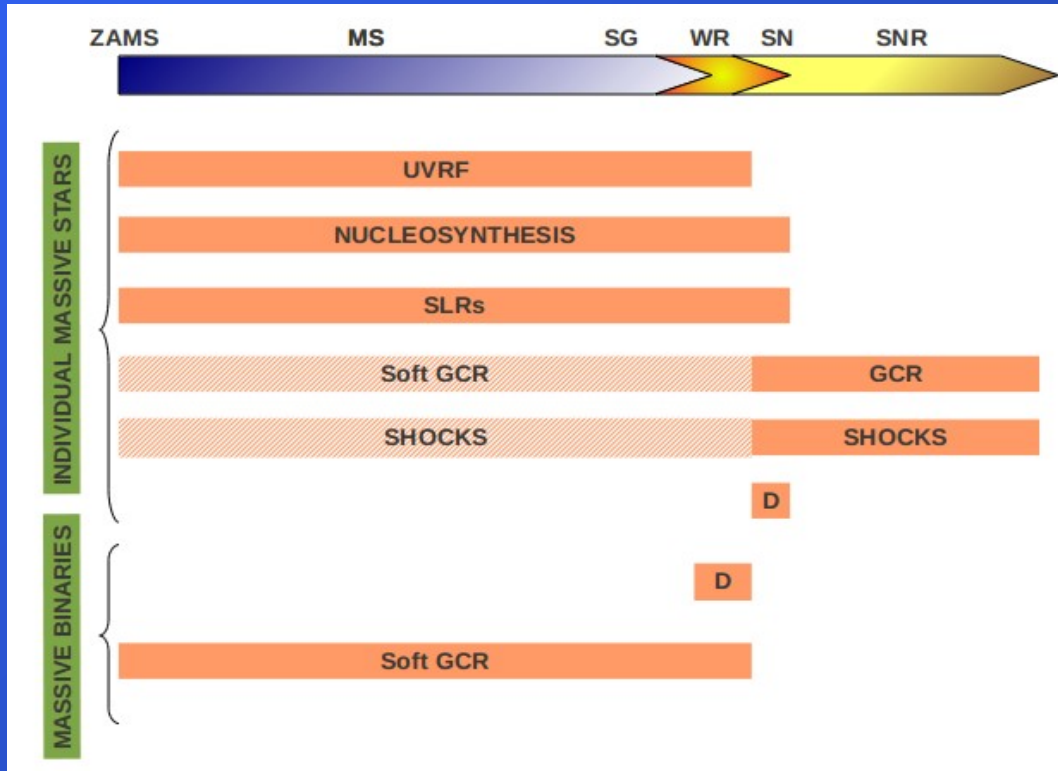 ZAMS MS SG WR SN SNR
INDIVIDUAL MASSIVE STARS
UVRF
NUCLEOSYNTHESIS
SLRs
Soft GCR GCR
SHOCKS SHOCKS
D
MASSIVE BINARIES
D
Soft GCR